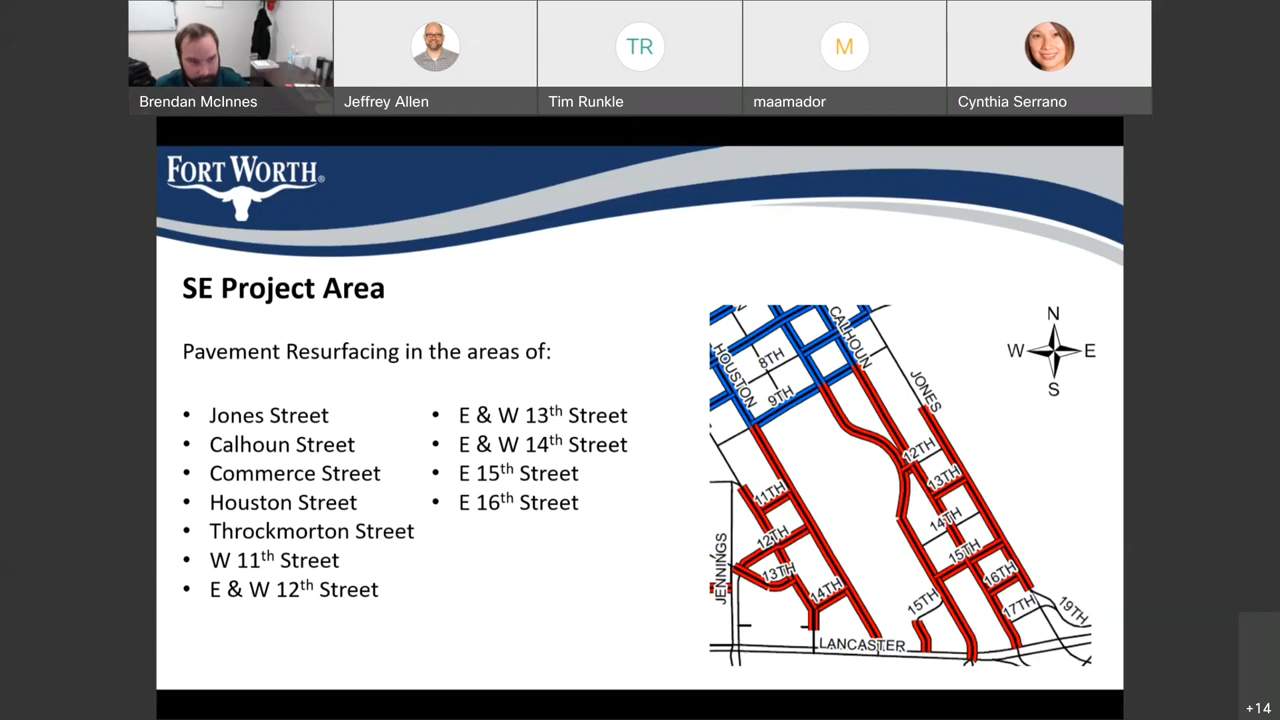 Brendan McInnes
Jeffrey Allen
TR
Tim Runkle
M
maamador
Cynthia Serrano
FORT WORTH®
SE Project Area
Pavement Resurfacing in the areas of:
• Jones Street
• Calhoun Street
• Commerce Street
• Houston Street
• Throckmorton Street
• W 11th Street
• E & W 12th Street
• E & W 13th Street
• E & W 14th Street
• E 15th Street
• E 16th Street
N
W E
S
CALHOUN
HOUSTON
8TH
9TH
JONES
12TH
13TH
11TH
14TH
12TH
15TH
JENNINGS
13TH
16TH
14TH
15TH
17TH
19TH
LANCASTER
+14